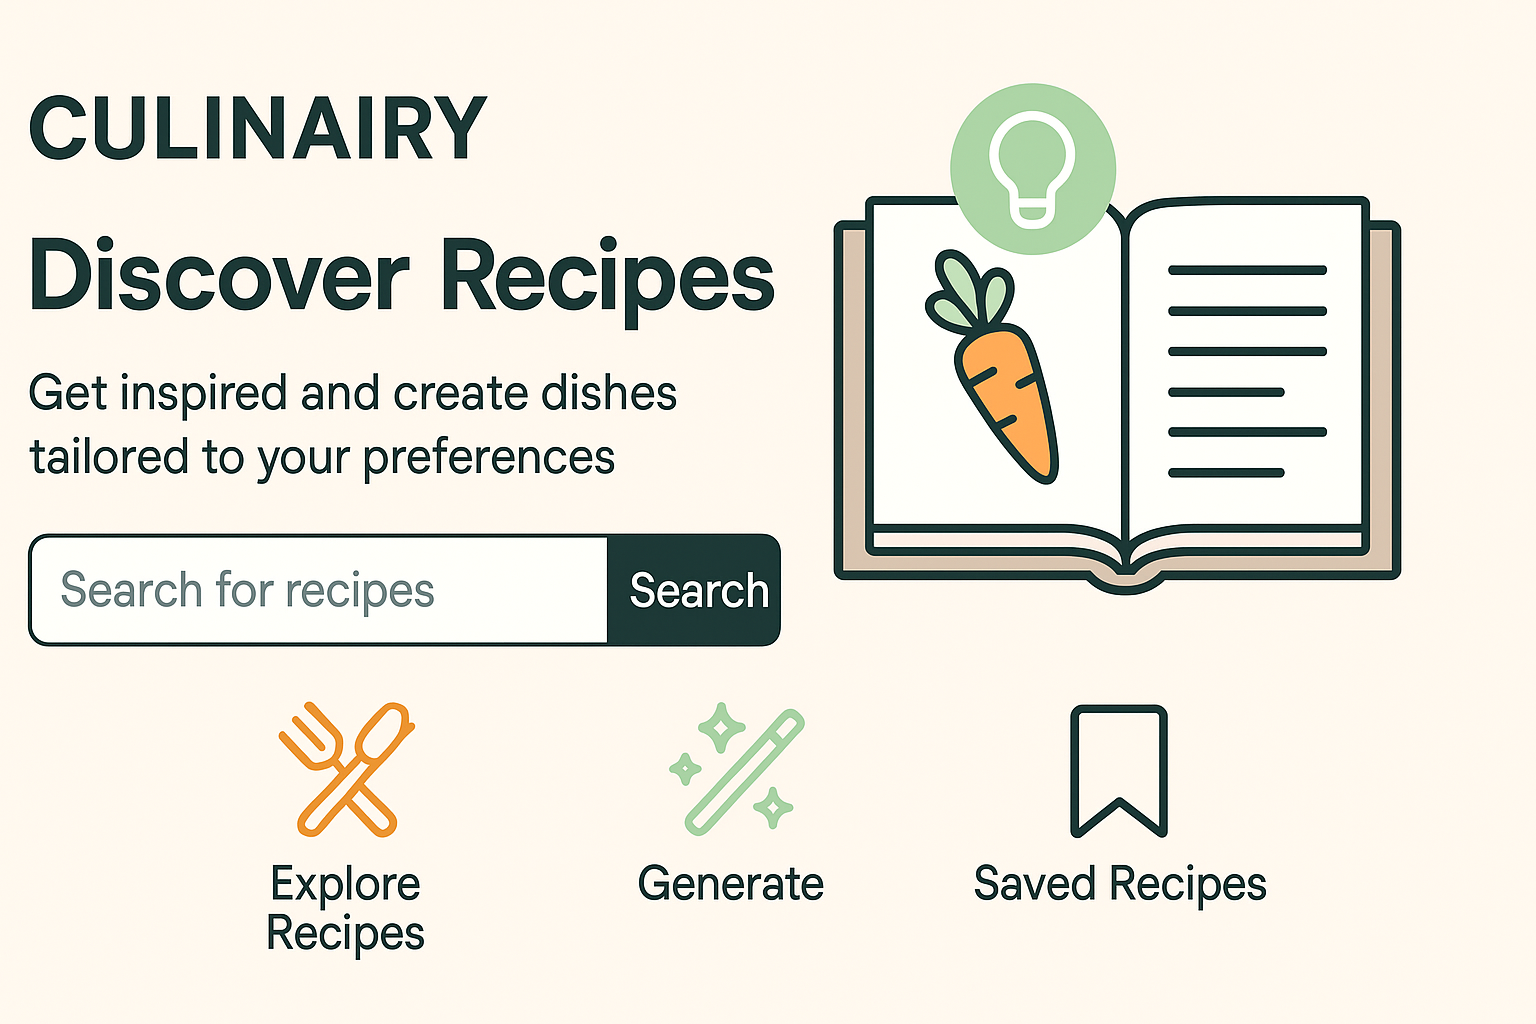 CULINAIRY
Discover Recipes
Get inspired and create dishes
tailored to your preferences
Search for recipes
Search
Explore
Recipes
Generate
Saved Recipes